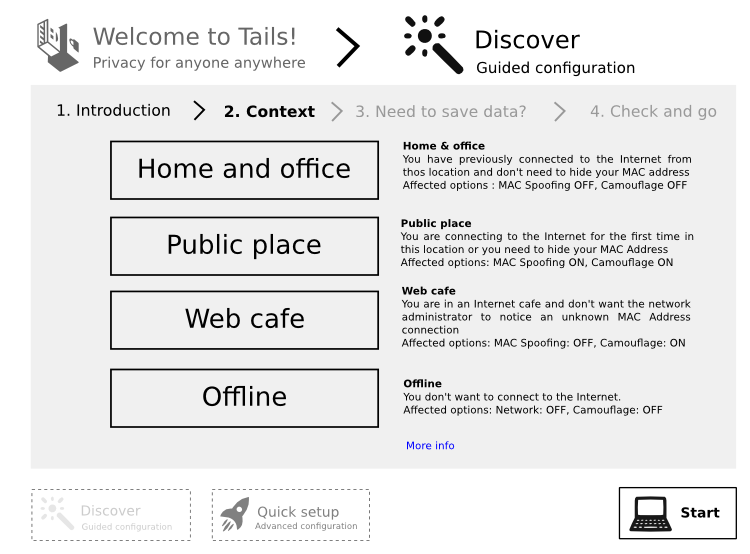 Welcome to Tails!
Privacy for anyone anywhere
Discover
Guided configuration
1. Introduction
2. Context
3. Need to save data?
4. Check and go
Home and office
Home & office
You have previously connected to the Internet from
thos location and don't need to hide your MAC address
Affected options : MAC Spoofing OFF, Camouflage OFF
Public place
Public place
You are connecting to the Internet for the first time in
this location or you need to hide your MAC Address
Affected options: MAC Spoofing ON, Camouflage ON
Web cafe
Web cafe
You are in an Internet cafe and don't want the network
administrator to notice an unknown MAC Address
connection
Affected options: MAC Spoofing: OFF, Camouflage: ON
Offline
Offline
You don't want to connect to the Internet.
Affected options: Network: OFF, Camouflage: OFF
More info
Discover
Guided configuration
Quick setup
Advanced configuration
Start